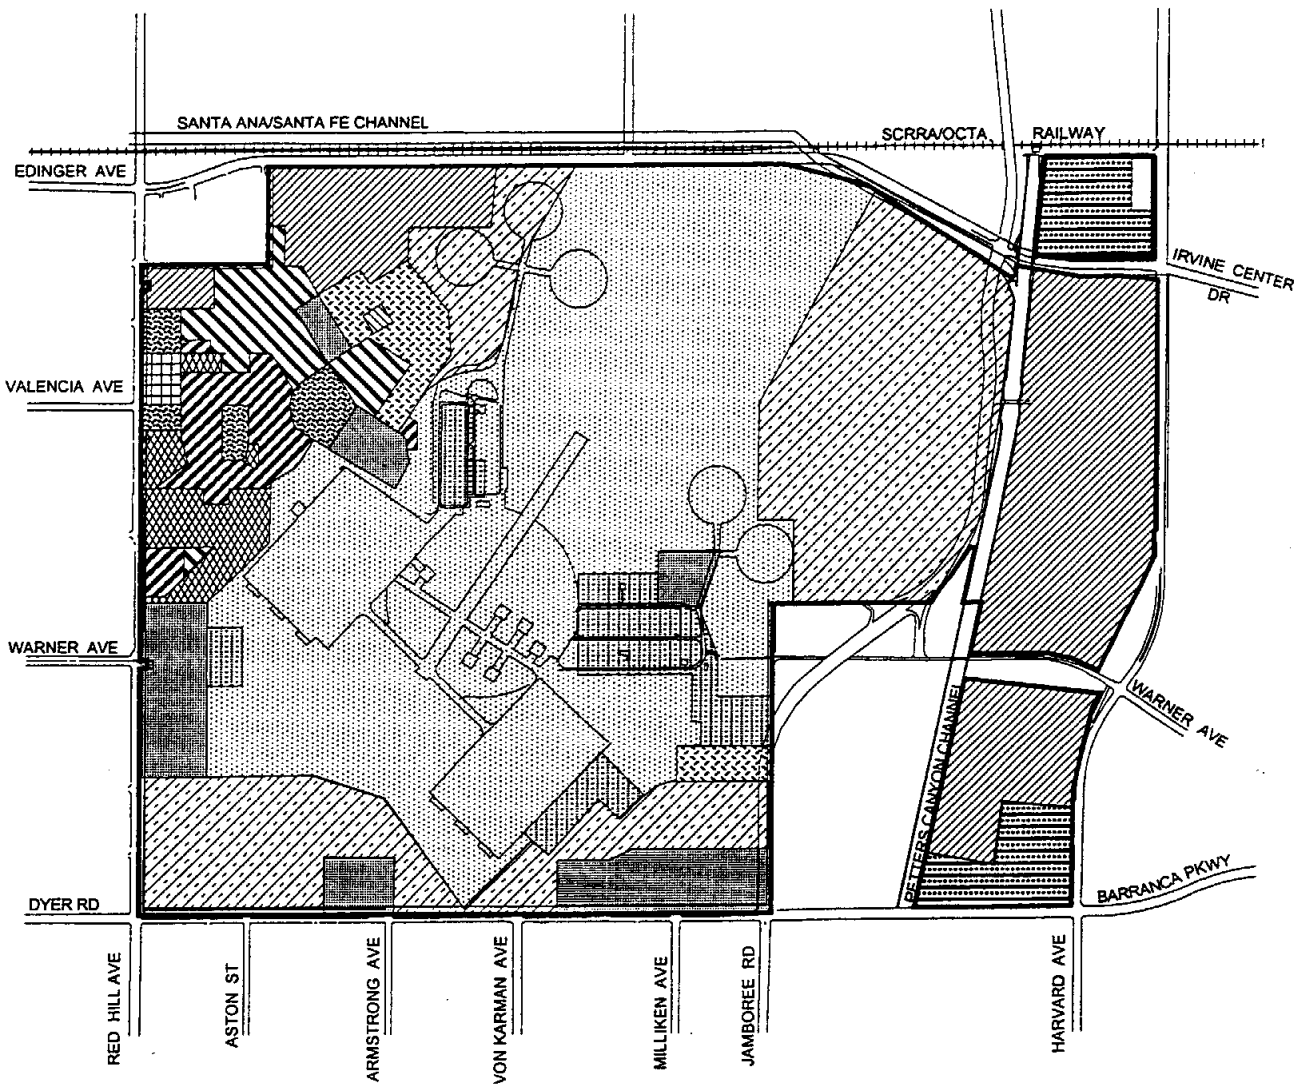 SANTA ANA/SANTA FE CHANNEL
SCRRA/OCTA RAILWAY
EDINGER AVE
IRVINE CENTER
DR
VALENCIA AVE
WARNER AVE
WARNER AVE
PETTERS CANYON CHANNEL
DYER RD
BARRANCA PKWY
RED HILL AVE
ASTON ST
ARMSTRONG AVE
VON KARMAN AVE
MILLIKEN AVE
JAMBOREE RD
HARVARD AVE